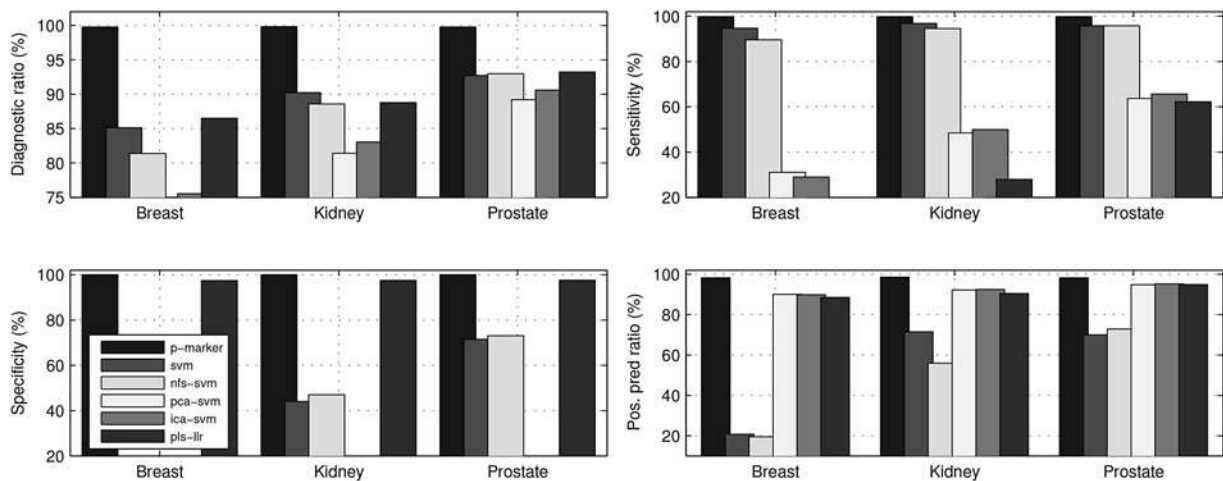 Diagnostic ratio (%)
100
95
90
85
80
75
Breast
Kidney
Prostate
Sensitivity (%)
100
80
60
40
20
Breast
Kidney
Prostate
Specificity (%)
100
80
60
40
20
p-marker
svm
nfs-svm
pca-svm
ica-svm
pls-llr
Breast
Kidney
Prostate
Pos. pred ratio (%)
100
80
60
40
20
Breast
Kidney
Prostate